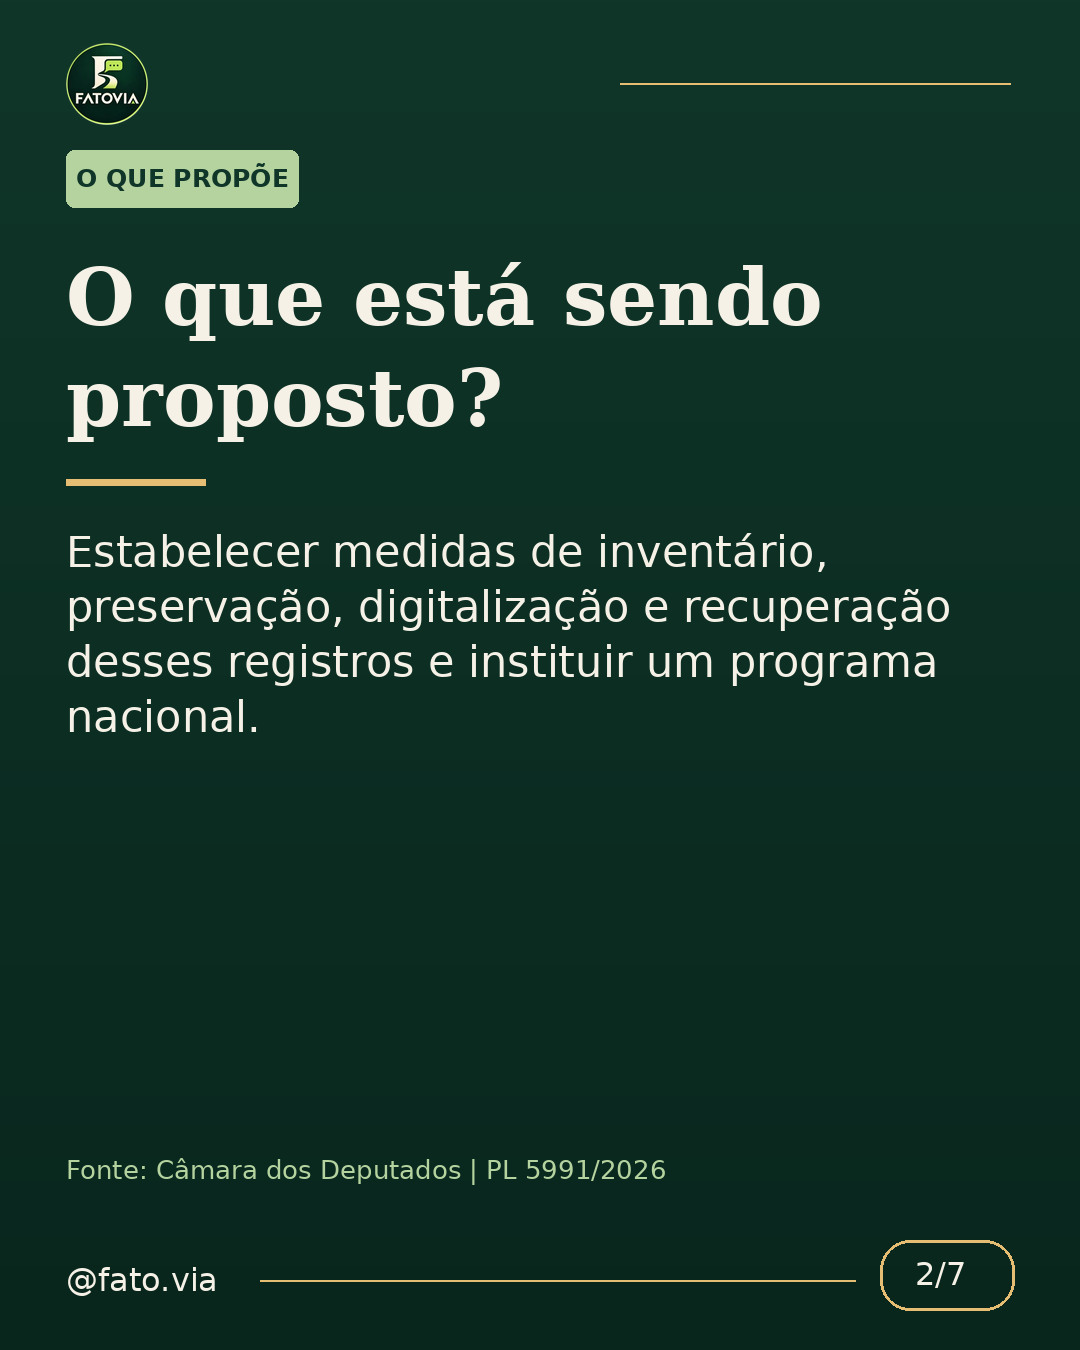 FATOVIA
O QUE PROPÕE
O que está sendo
proposto?
Estabelecer medidas de inventário,
preservação, digitalização e recuperação
desses registros e instituir um programa
nacional.
Fonte: Câmara dos Deputados | PL 5991/2026
@fato.via
2/7